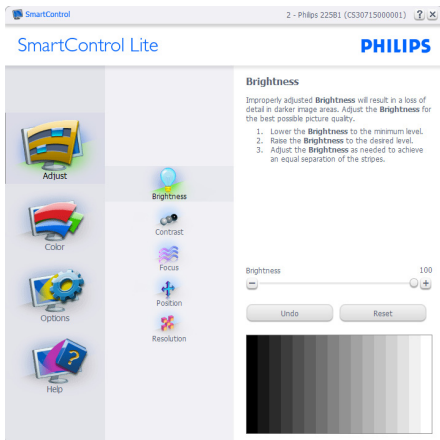 SmartControl
2 - Philips 225B1 (CS30715000001)
SmartControl Lite
PHILIPS
Adjust
Color
Options
Help
Brightness
Contrast
Focus
Position
Resolution
Brightness
Improperly adjusted Brightness will result in a loss of
detail in darker image areas. Adjust the Brightness for
the best possible picture quality.
1. Lower the Brightness to the minimum level.
2. Raise the Brightness to the desired level.
3. Adjust the Brightness as needed to achieve
an equal separation of the stripes.
Brightness 100
Undo Reset